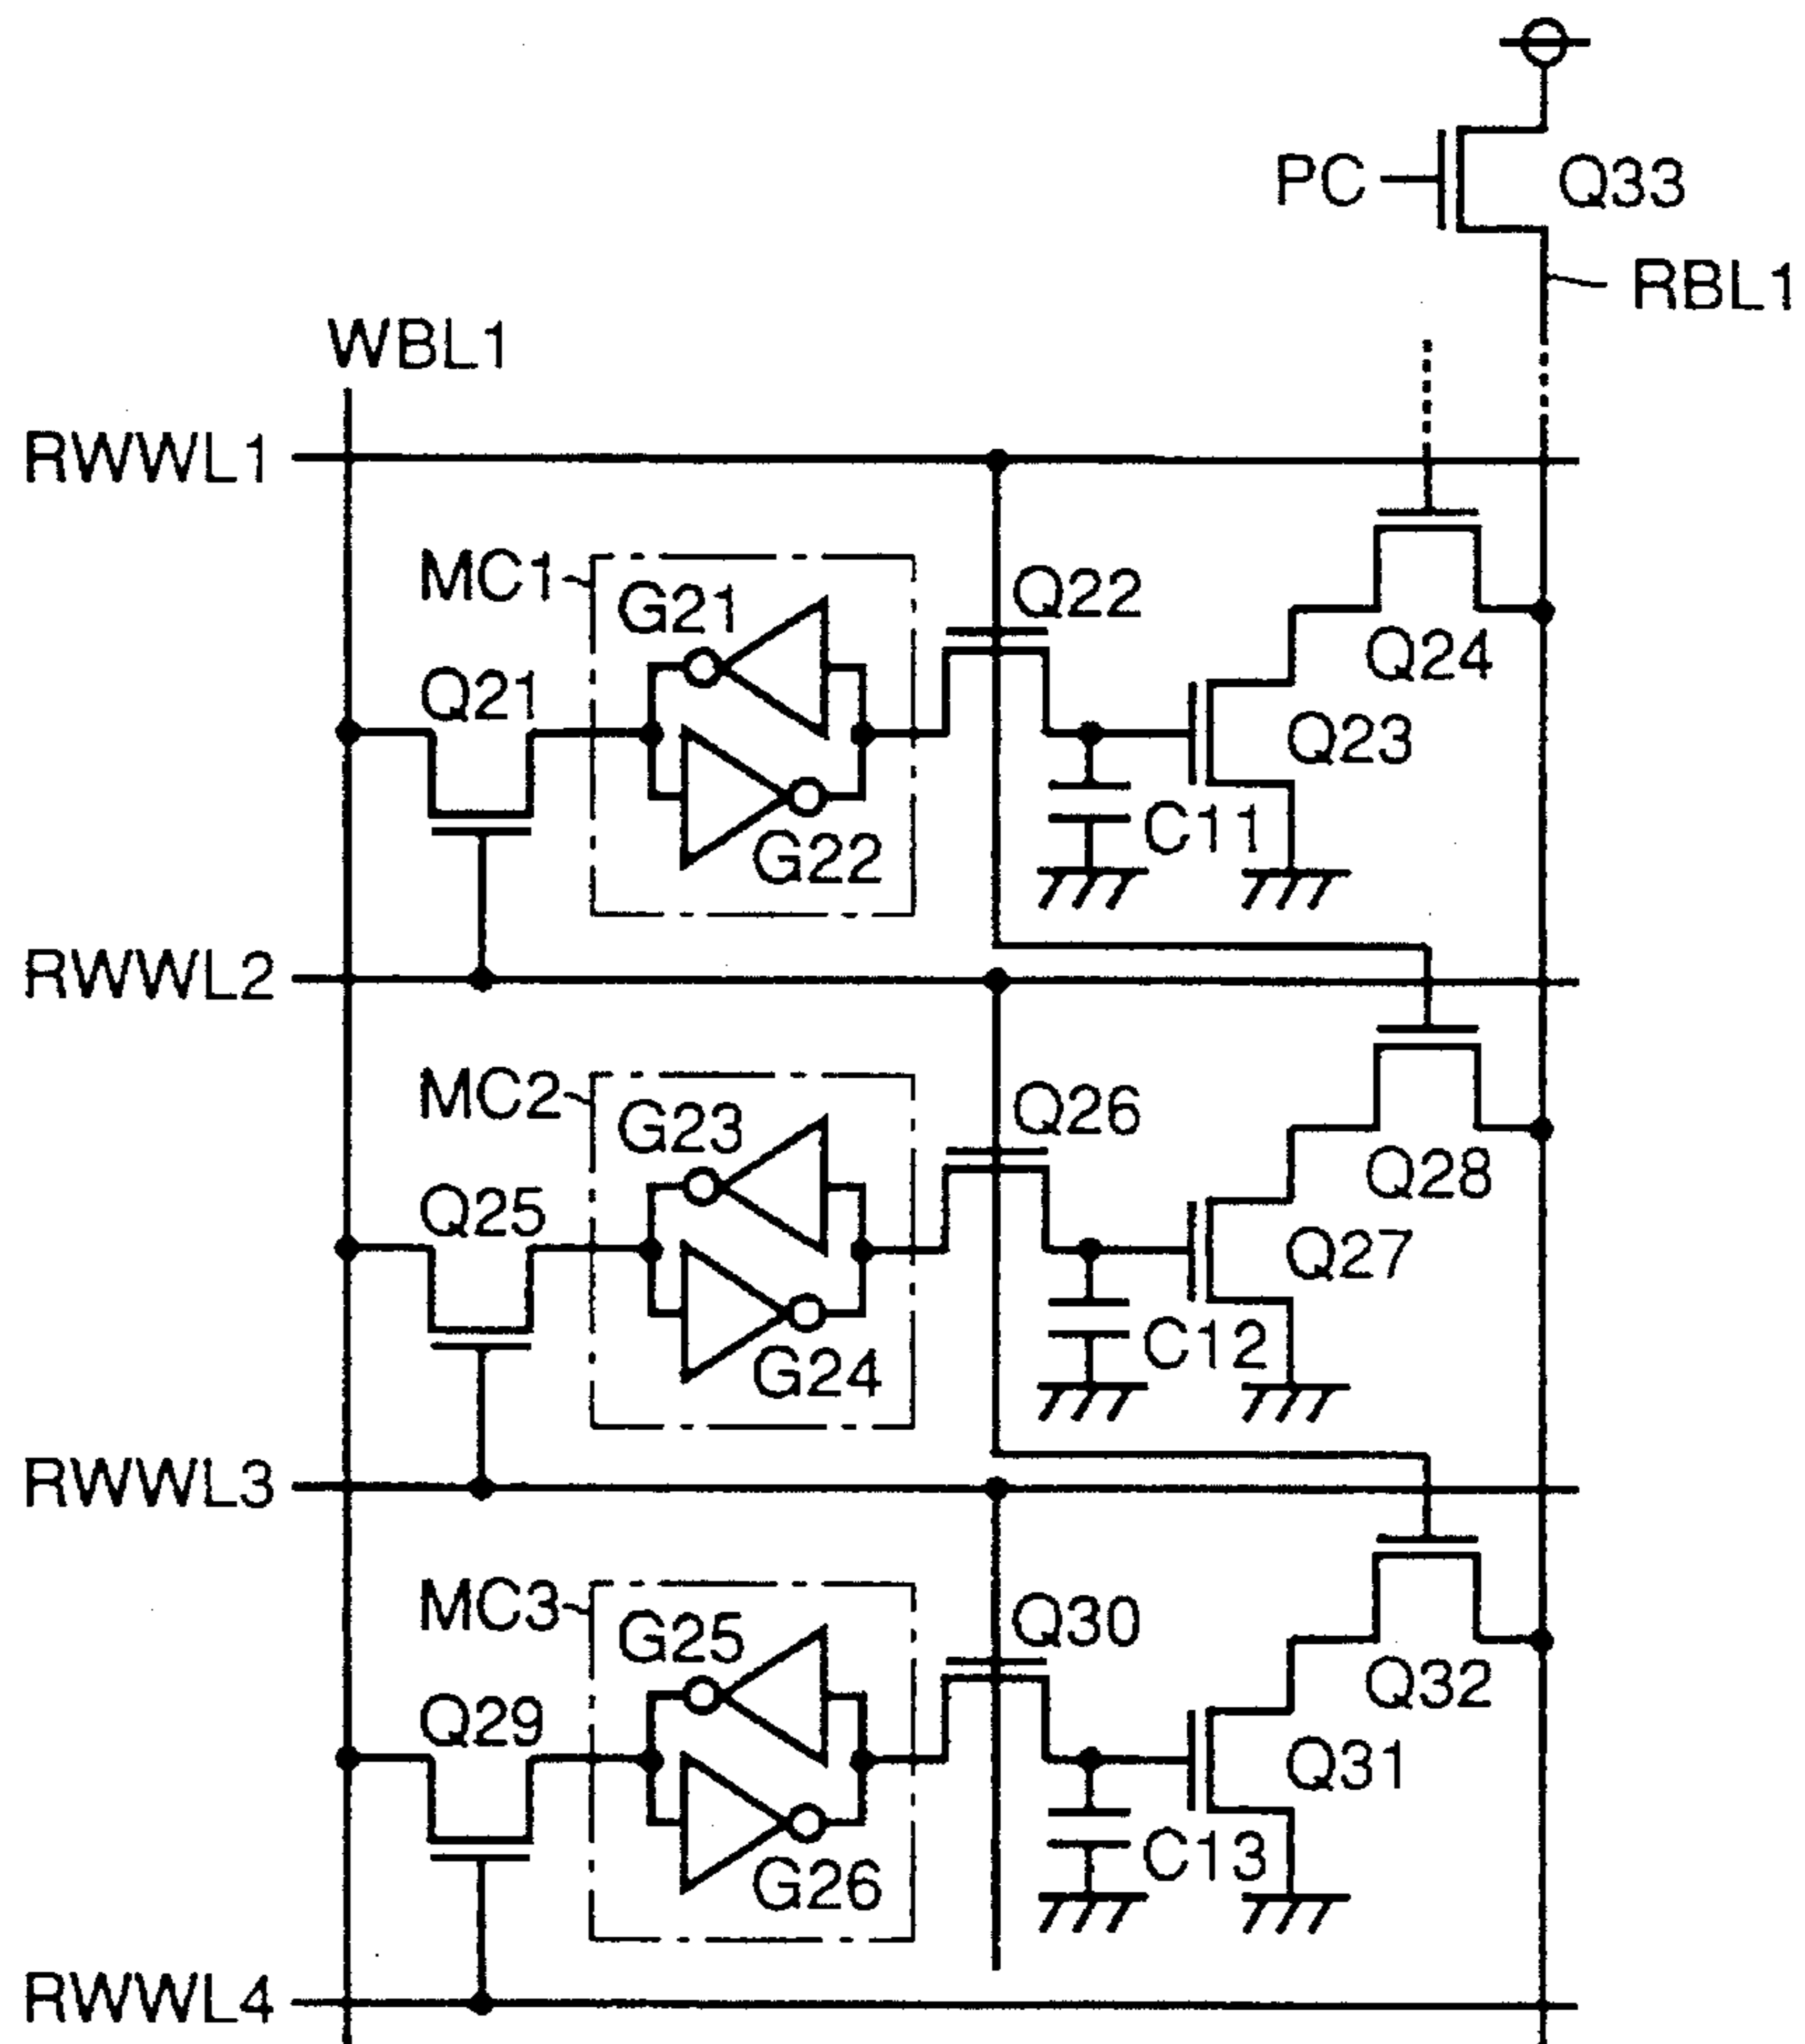 PC
Q33
RBL1
WBL1
RWWL1
MC1
G21
Q22
Q24
Q21
Q23
C11
G22
RWWL2
MC2
G23
Q26
Q28
Q25
Q27
C12
G24
RWWL3
MC3
G25
Q30
Q32
Q29
Q31
C13
G26
RWWL4